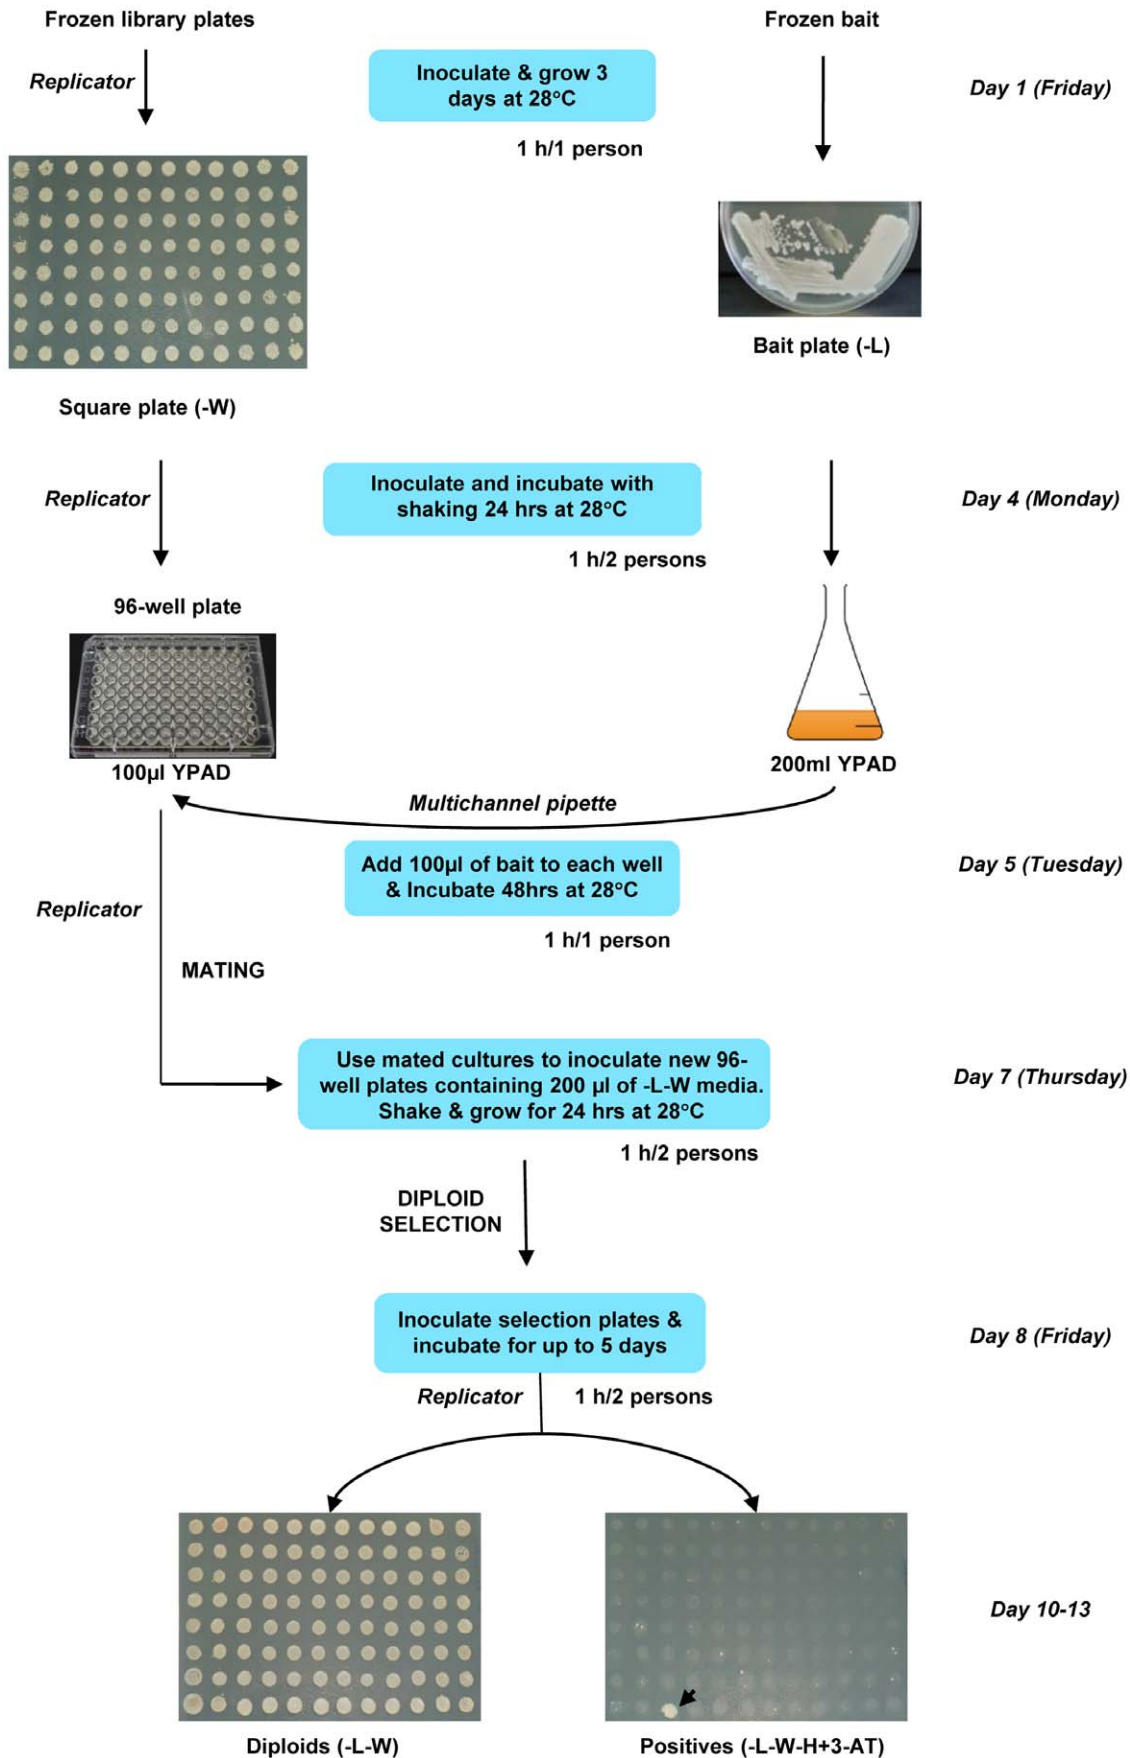 Frozen library plates
Frozen bait
Replicator
Inoculate & grow 3
days at 28°C
Day 1 (Friday)
1 h/1 person
Bait plate (-L)
Square plate (-W)
Replicator
Inoculate and incubate with
shaking 24 hrs at 28°C
Day 4 (Monday)
1 h/2 persons
96-well plate
100µl YPAD
200ml YPAD
Multichannel pipette
Add 100µl of bait to each well
& Incubate 48hrs at 28°C
Day 5 (Tuesday)
Replicator
1 h/1 person
MATING
Use mated cultures to inoculate new 96-
well plates containing 200 µl of -L-W media.
Shake & grow for 24 hrs at 28°C
Day 7 (Thursday)
1 h/2 persons
DIPLOID
SELECTION
Inoculate selection plates &
incubate for up to 5 days
Day 8 (Friday)
Replicator
1 h/2 persons
Day 10-13
Diploids (-L-W)
Positives (-L-W-H+3-AT)